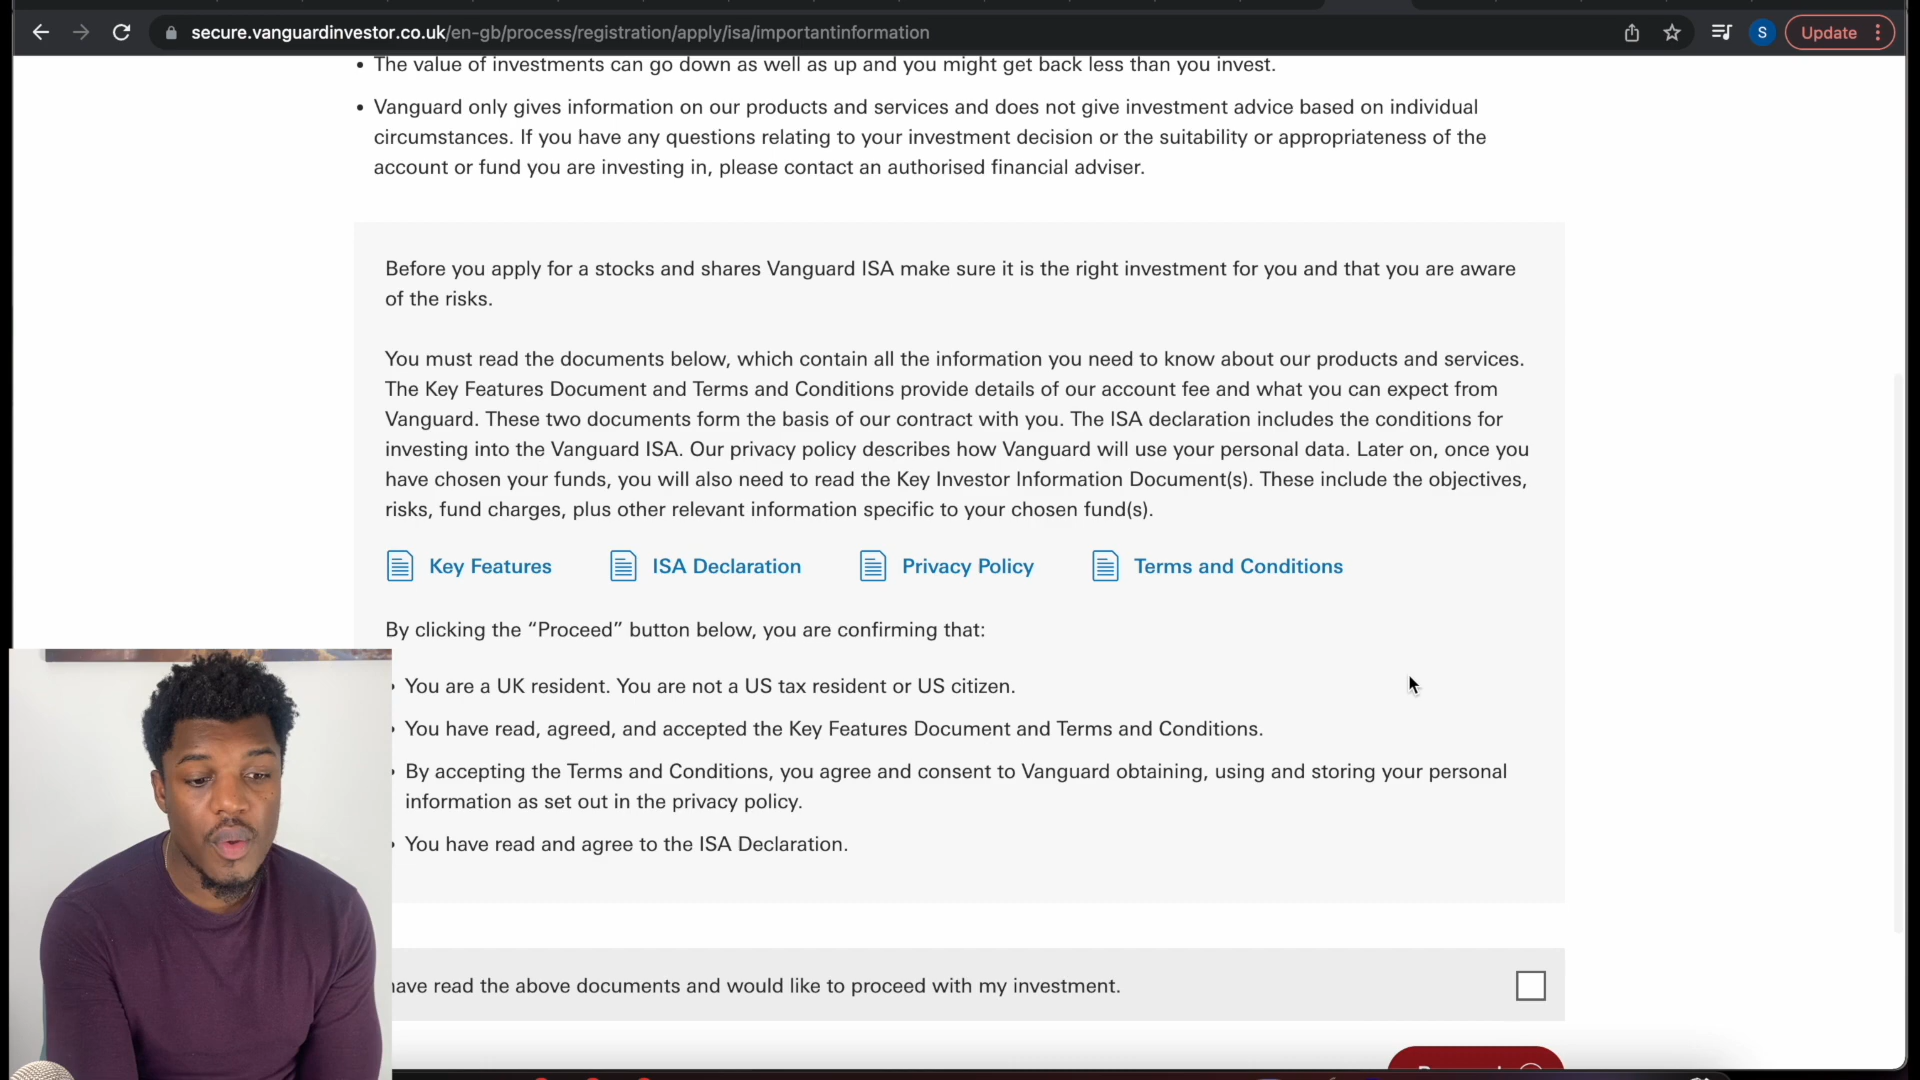 secure.vanguardinvestor.co.uk/en-gb/process/registration/apply/isa/importantinformation
S
Update
• The value of investments can go down as well as up and you might get back less than you invest.
• Vanguard only gives information on our products and services and does not give investment advice based on individual
circumstances. If you have any questions relating to your investment decision or the suitability or appropriateness of the
account or fund you are investing in, please contact an authorised financial adviser.
Before you apply for a stocks and shares Vanguard ISA make sure it is the right investment for you and that you are aware
of the risks.
You must read the documents below, which contain all the information you need to know about our products and services.
The Key Features Document and Terms and Conditions provide details of our account fee and what you can expect from
Vanguard. These two documents form the basis of our contract with you. The ISA declaration includes the conditions for
investing into the Vanguard ISA. Our privacy policy describes how Vanguard will use your personal data. Later on, once you
have chosen your funds, you will also need to read the Key Investor Information Document(s). These include the objectives,
risks, fund charges, plus other relevant information specific to your chosen fund(s).
Key Features ISA Declaration Privacy Policy Terms and Conditions
By clicking the “Proceed” button below, you are confirming that:
• You are a UK resident. You are not a US tax resident or US citizen.
• You have read, agreed, and accepted the Key Features Document and Terms and Conditions.
• By accepting the Terms and Conditions, you agree and consent to Vanguard obtaining, using and storing your personal
information as set out in the privacy policy.
• You have read and agree to the ISA Declaration.
have read the above documents and would like to proceed with my investment.